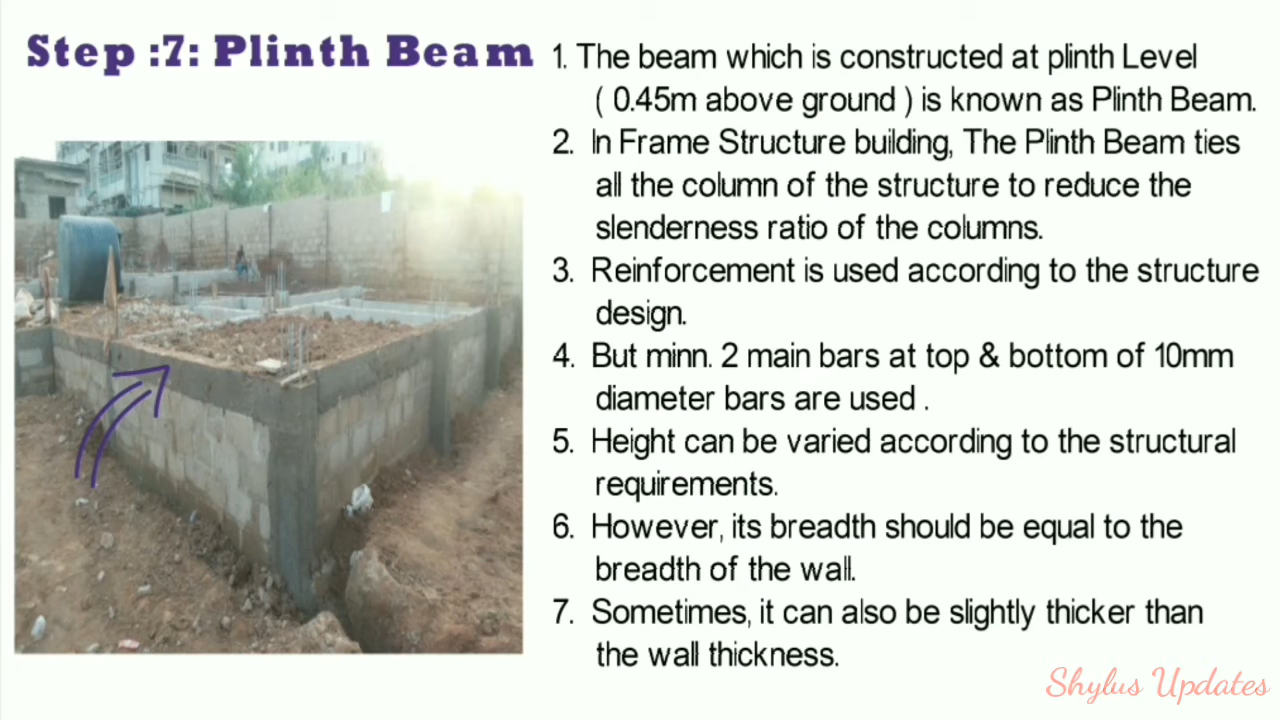 Step :7: Plinth Beam
1. The beam which is constructed at plinth Level
( 0.45m above ground ) is known as Plinth Beam.
2. In Frame Structure building, The Plinth Beam ties
all the column of the structure to reduce the
slenderness ratio of the columns.
3. Reinforcement is used according to the structure
design.
4. But minn. 2 main bars at top & bottom of 10mm
diameter bars are used .
5. Height can be varied according to the structural
requirements.
6. However, its breadth should be equal to the
breadth of the wall.
7. Sometimes, it can also be slightly thicker than
the wall thickness.
Shylus Updates